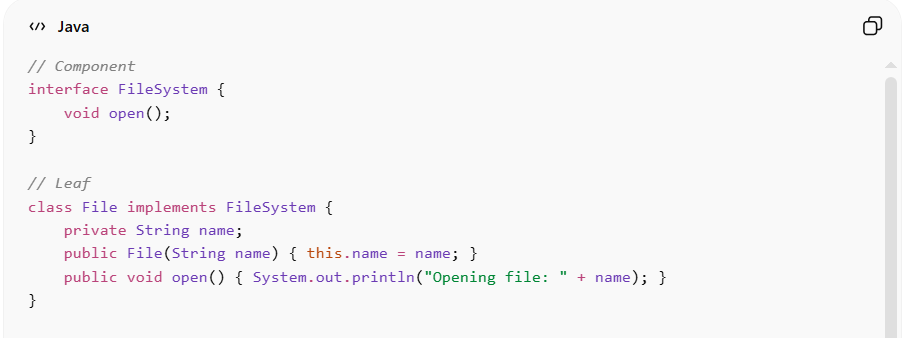 </> Java
// Component
interface FileSystem {
    void open();
}
// Leaf
class File implements FileSystem {
    private String name;
    public File(String name) { this.name = name; }
    public void open() { System.out.println("Opening file: " + name); }
}